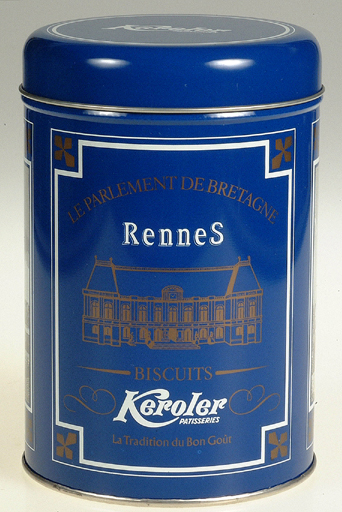 Keroler
LE PARLEMENT DE BRETAGNE
RenneS
BISCUITS
Keroler
PATISSERIES
La Tradition du Bon Goût